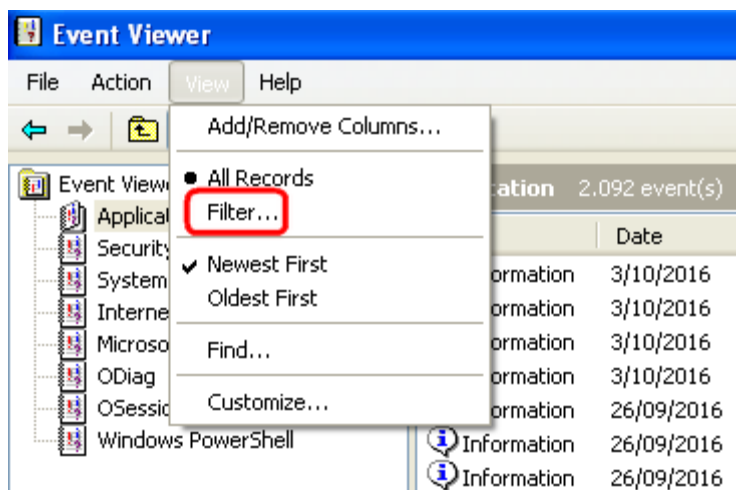 Event Viewer
File Action View Help
Add/Remove Columns...
All Records
Filter...
Newest First
Oldest First
Find...
Customize...
Event View
Applicat
Security
System
Interne
Microso
ODiag
OSessio
Windows PowerShell
cation 2.092 event(s)
Date
ormation 3/10/2016
ormation 3/10/2016
ormation 3/10/2016
ormation 3/10/2016
ormation 26/09/2016
Information 26/09/2016
Information 26/09/2016